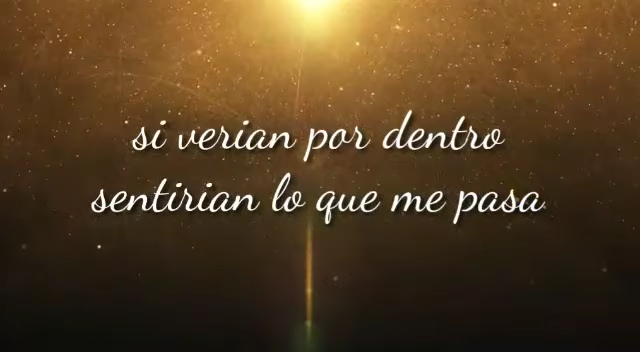 si verian por dentro
sentirian lo que me pasa